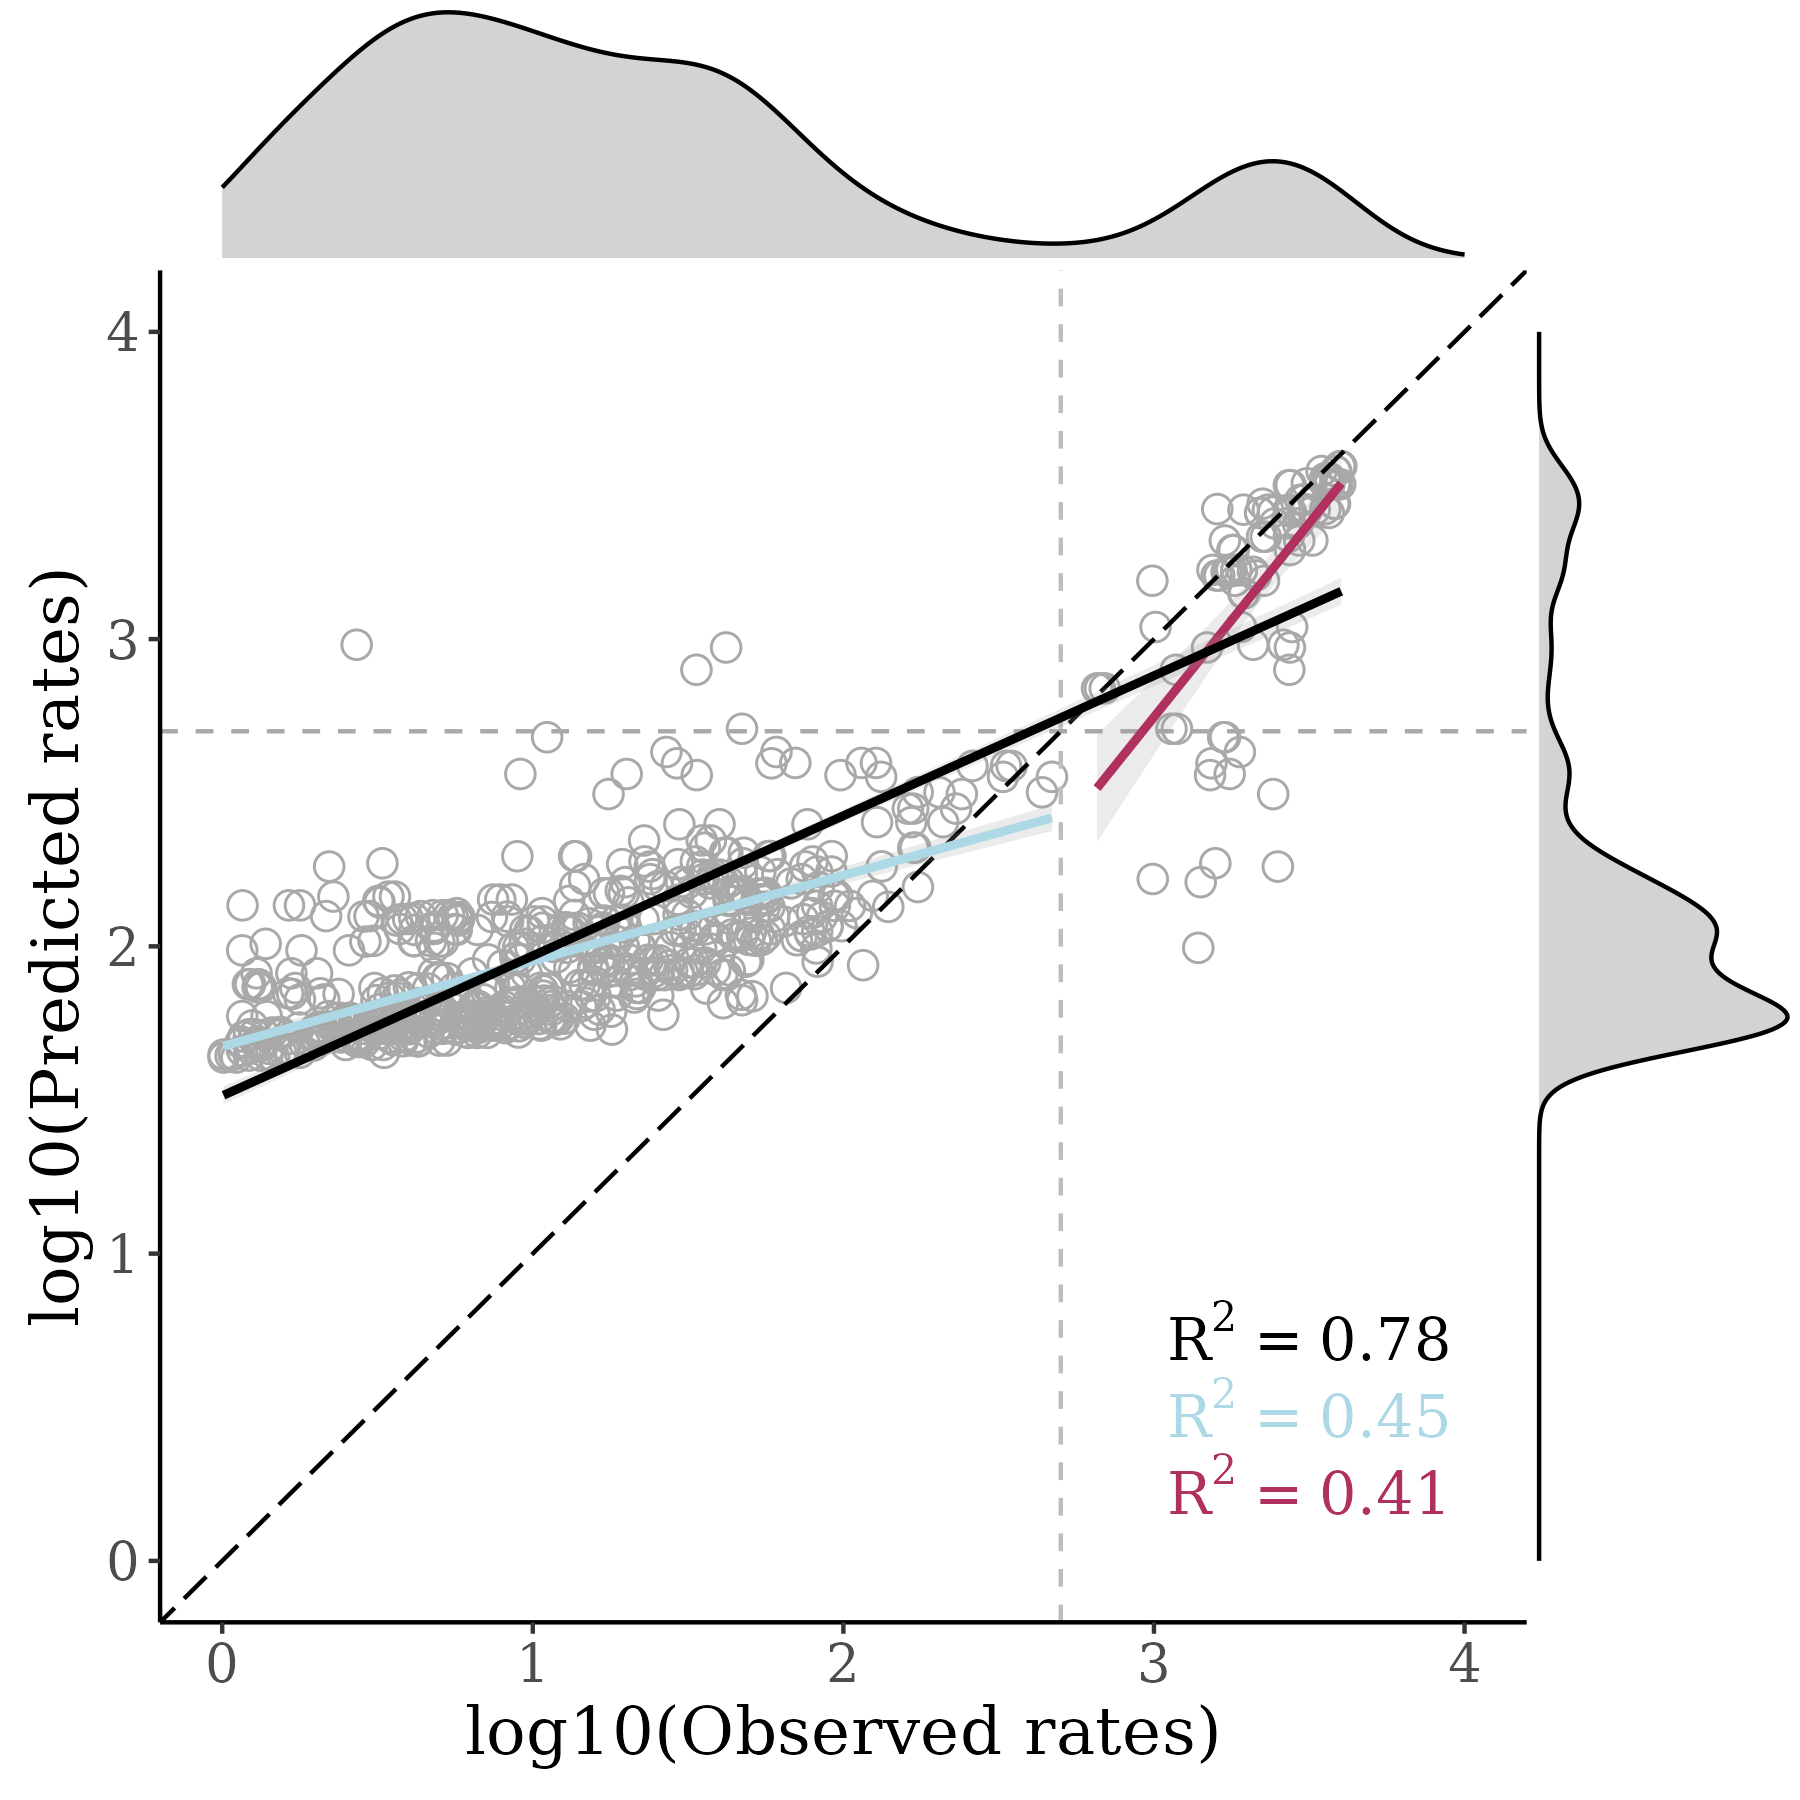 4
3
2
1
0
log10(Predicted rates)
R² = 0.78
R² = 0.45
R² = 0.41
0 1 2 3 4
log10(Observed rates)